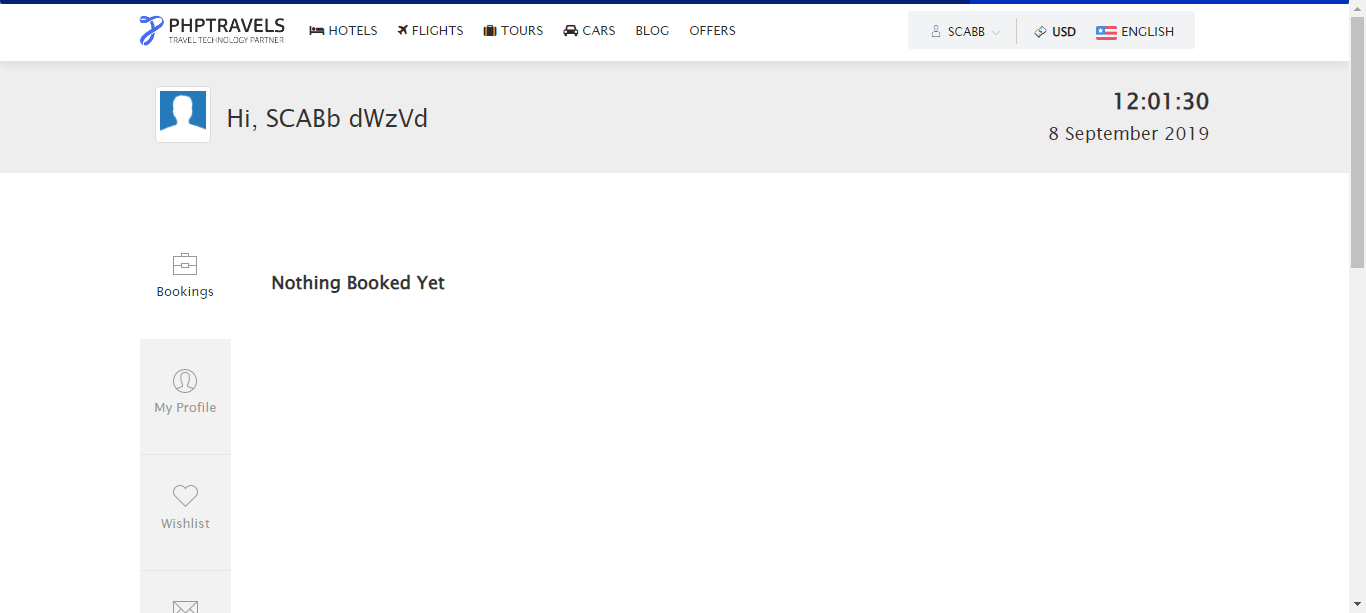 PHPTRAVELS
TRAVEL TECHNOLOGY PARTNER
HOTELS FLIGHTS TOURS CARS BLOG OFFERS
SCABB USD ENGLISH
Hi, SCABb dWzVd
12:01:30
8 September 2019
Bookings
Nothing Booked Yet
My Profile
Wishlist